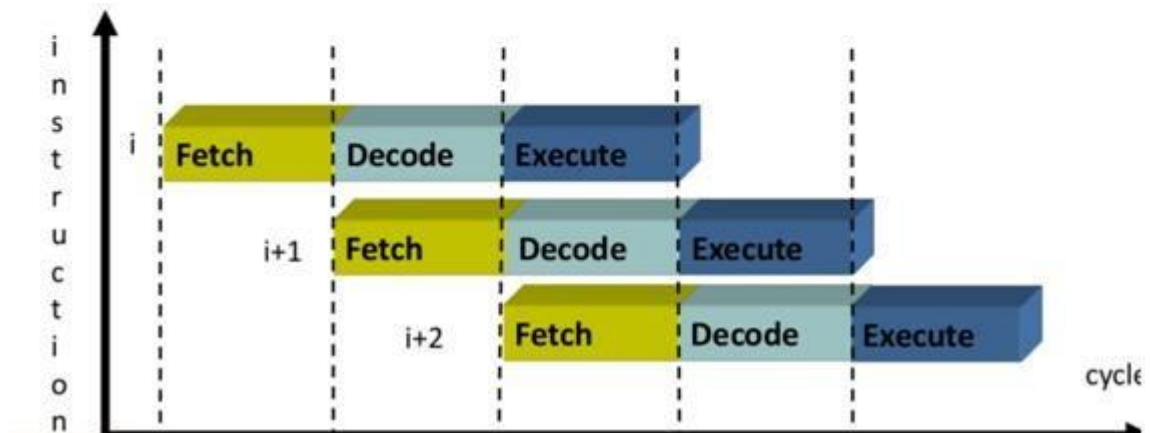 instruction
i Fetch Decode Execute
i+1 Fetch Decode Execute
i+2 Fetch Decode Execute
cycle